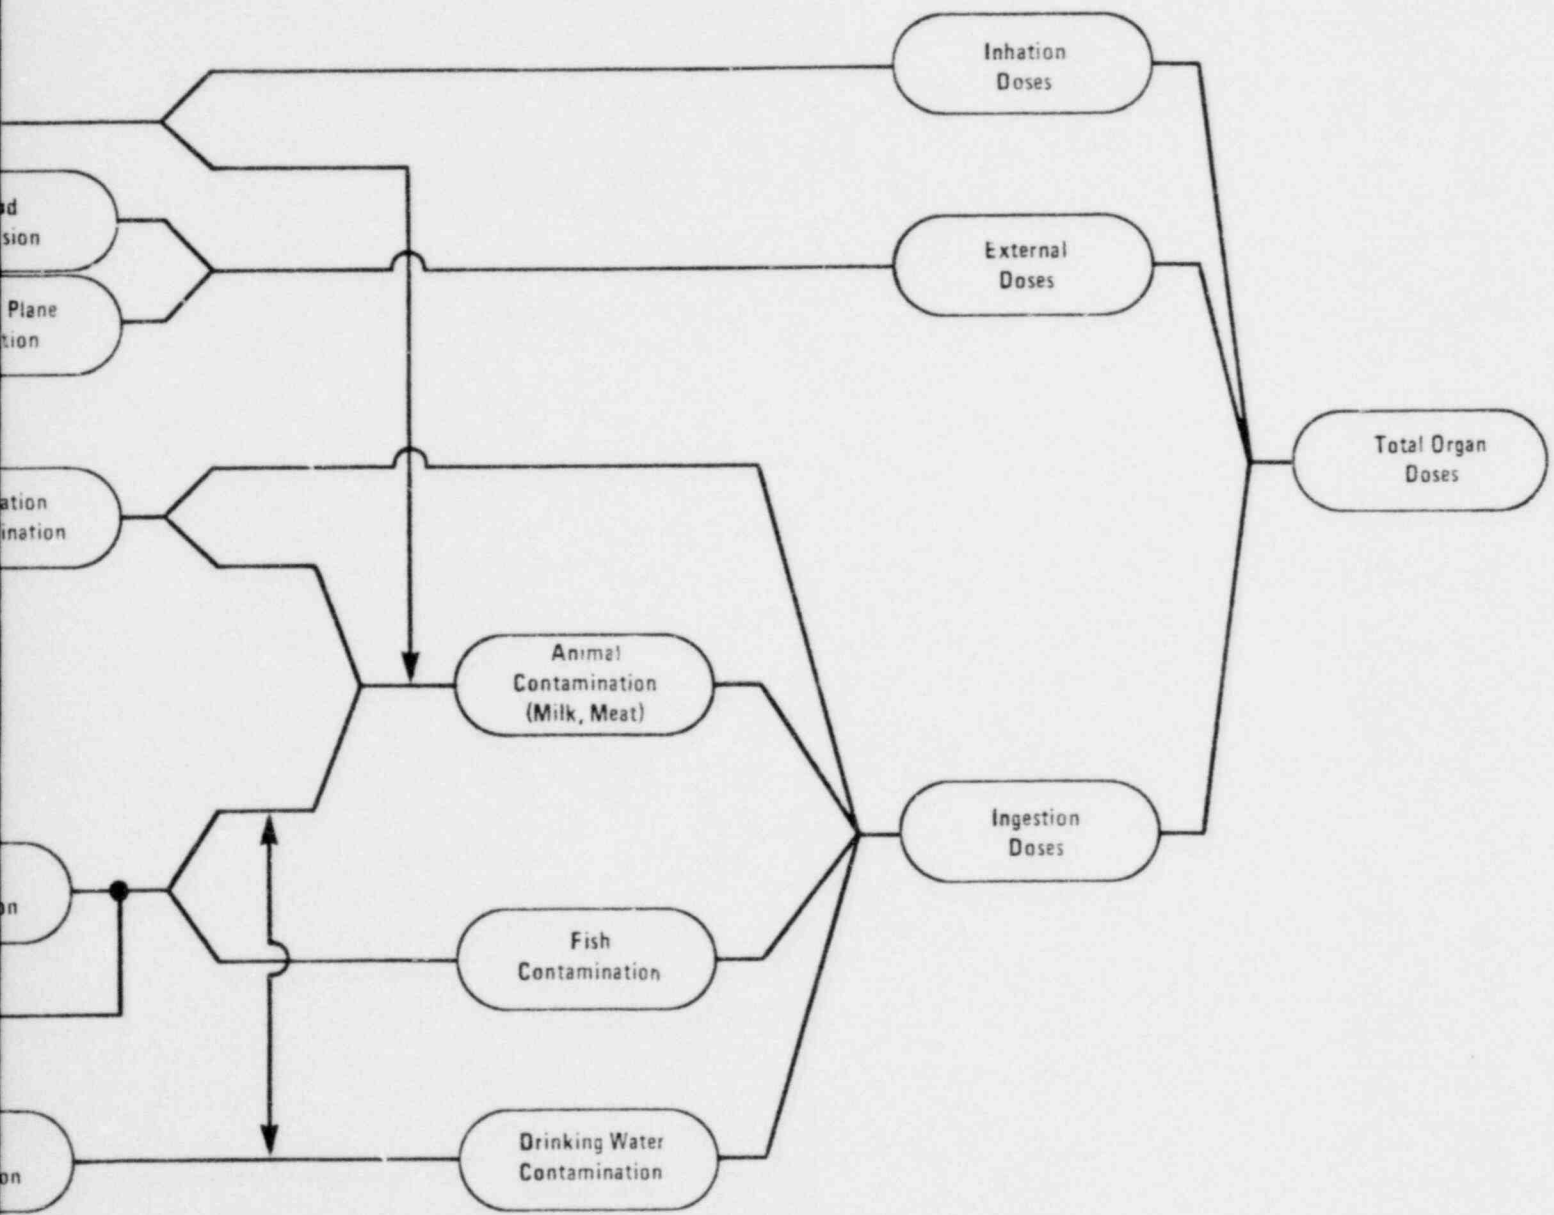 Inhation
Doses
sion
External
Doses
Plane
tion
Total Organ
Doses
ation
ination
Animal
Contamination
(Milk, Meat)
Ingestion
Doses
on
Fish
Contamination
Drinking Water
Contamination
on